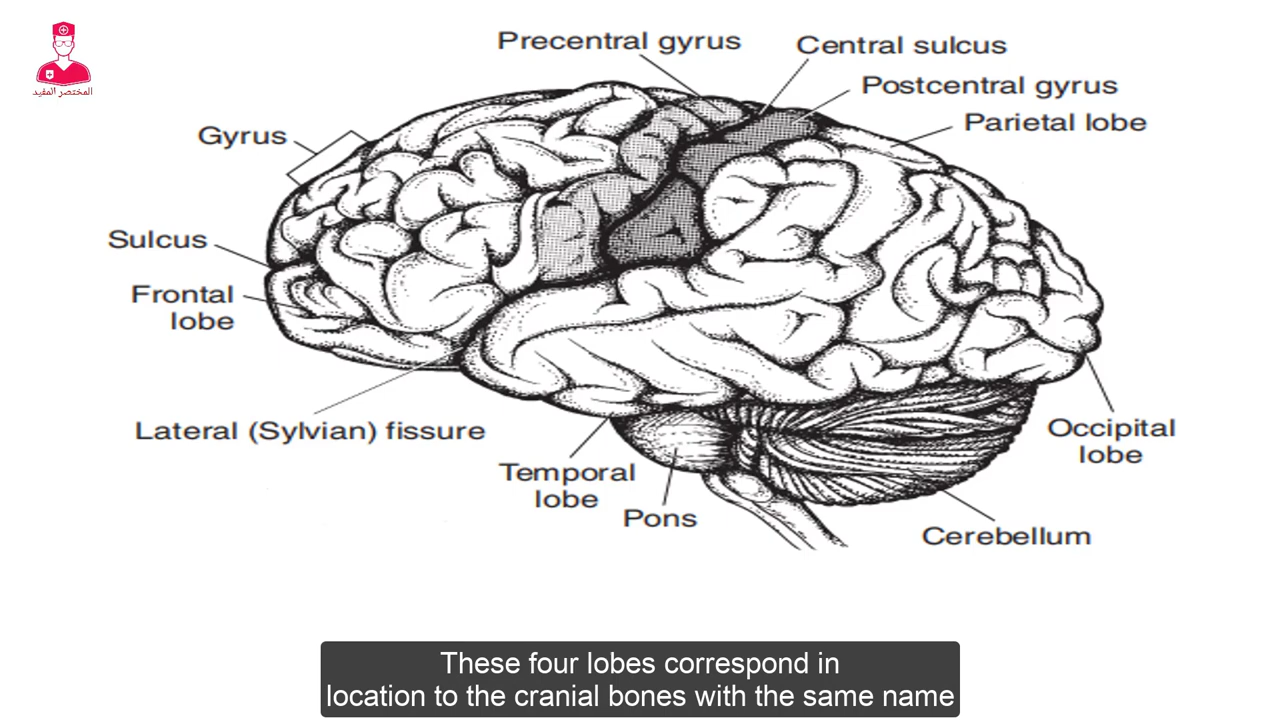 المختصر المفيد
Precentral gyrus
Central sulcus
Postcentral gyrus
Parietal lobe
Gyrus
Sulcus
Frontal
lobe
Lateral (Sylvian) fissure
Temporal
lobe
Pons
Occipital
lobe
Cerebellum
These four lobes correspond in
location to the cranial bones with the same name